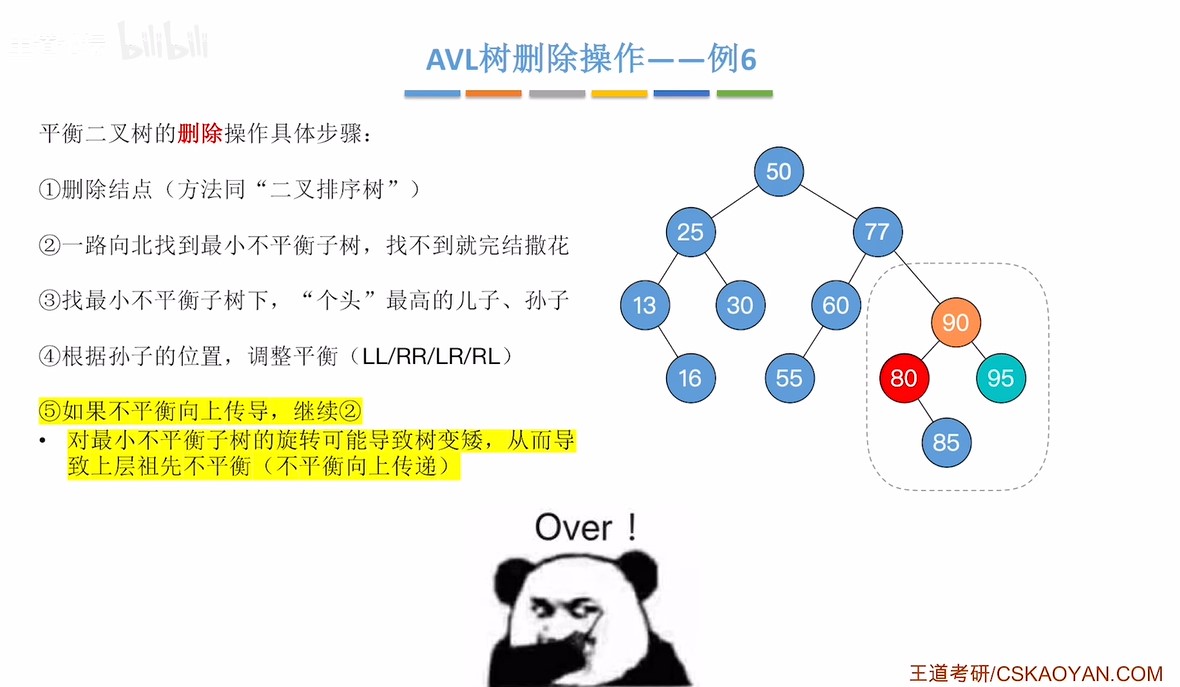 bilibili
AVL树删除操作——例6
平衡二叉树的删除操作具体步骤：
①删除结点（方法同“二叉排序树”）
②一路向北找到最小不平衡子树，找不到就完结撒花
③找最小不平衡子树下，“个头”最高的儿子、孙子
④根据孙子的位置，调整平衡（LL/RR/LR/RL）
⑤如果不平衡向上传导，继续②
• 对最小不平衡子树的旋转可能导致树变矮，从而导
致上层祖先不平衡（不平衡向上传递）
50
25 77
13 30 60 90
16 55 80 95
85
Over！
王道考研/CSKAOYAN.COM